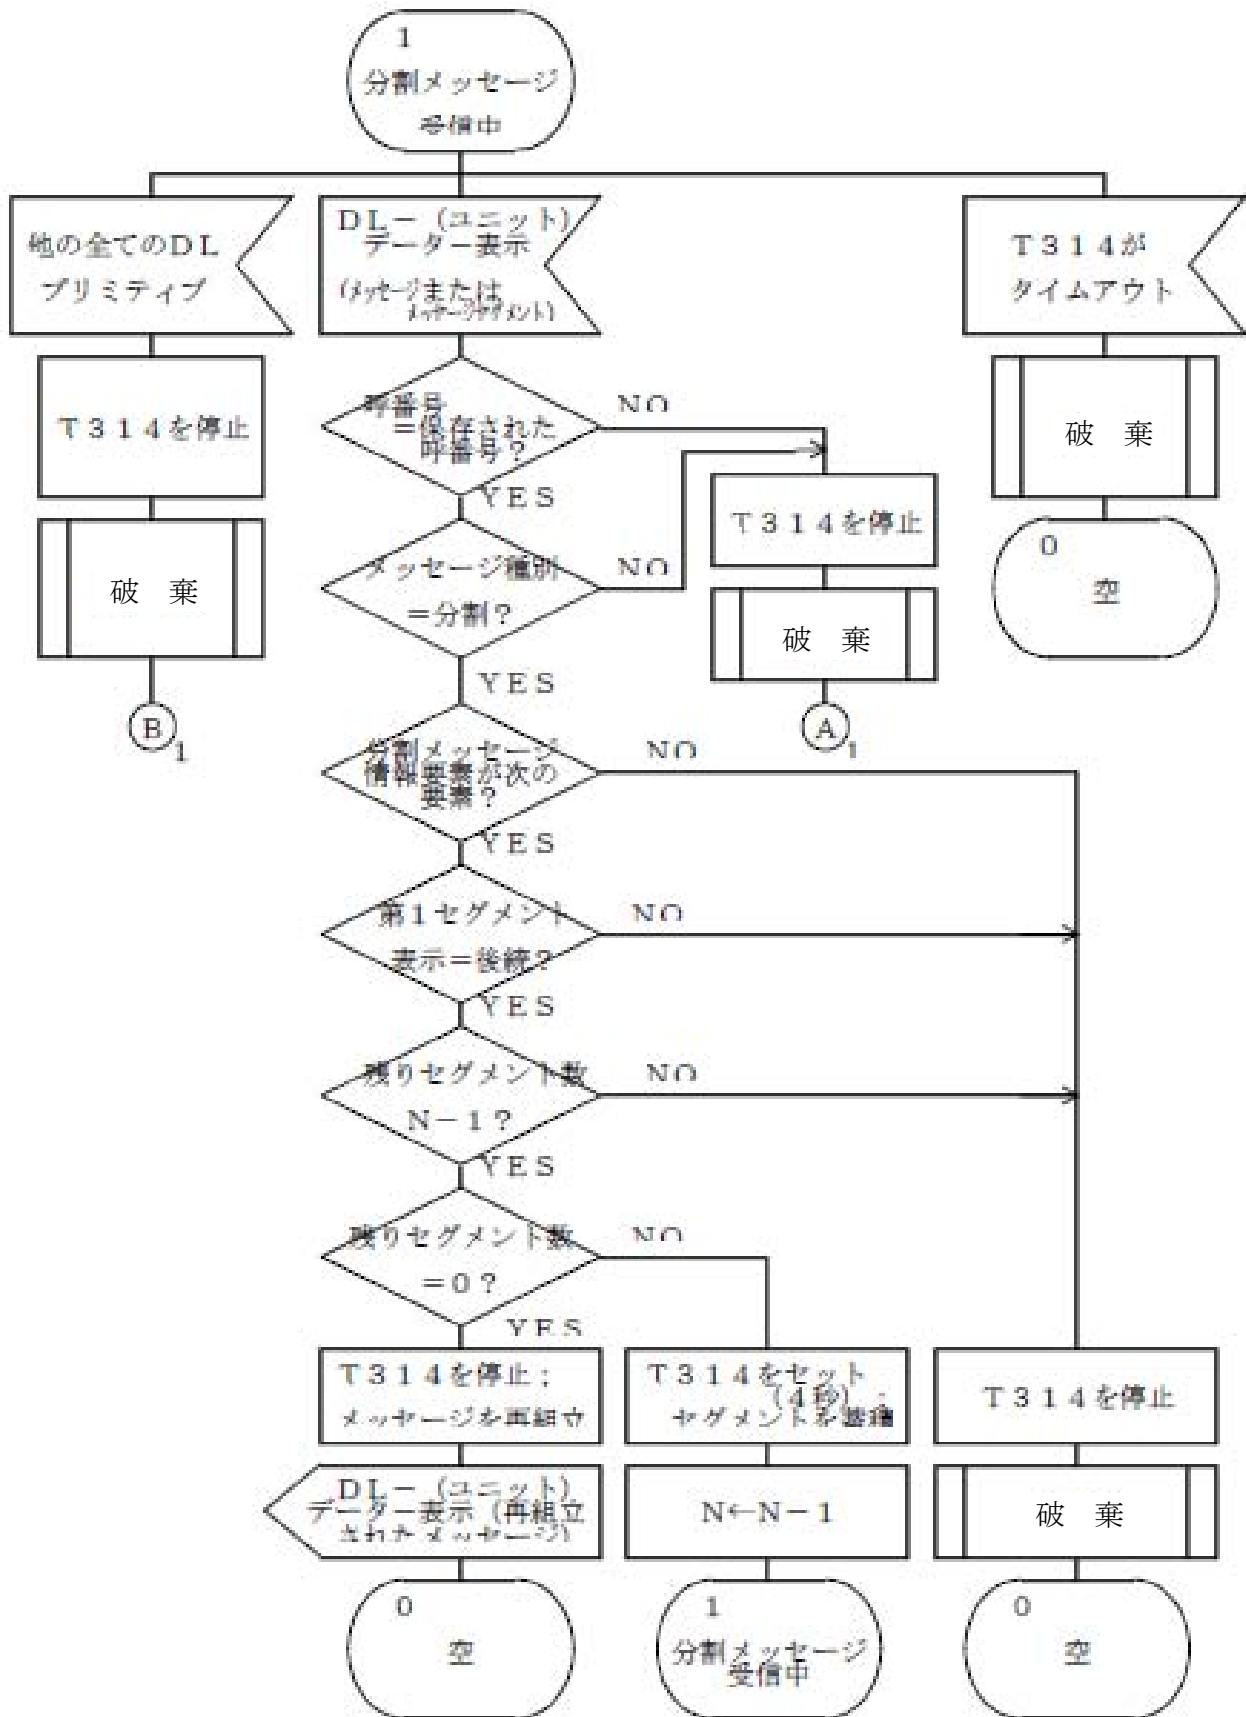 1
分割メッセージ
受信中
他の全てのDL
プリミティブ
DL-(ユニット)
データー表示
(メッセージまたは
メッセージセグメント)
T314が
タイムアウト
T314を停止
破 棄
B
1
呼番号
=保存された
呼番号?
NO
YES
メッセージ種別
=分割?
NO
YES
T314を停止
破 棄
A
1
破 棄
0
空
分割メッセージ
情報要素が次の
要素?
NO
YES
第1セグメント
表示=後続?
NO
YES
残りセグメント数
N-1?
NO
YES
残りセグメント数
=0?
NO
YES
T314を停止;
メッセージを再組立
DL-(ユニット)
データー表示(再組立
されたメッセージ)
0
空
T314をセット
(4秒);
セグメントを蓄積
N←N-1
1
分割メッセージ
受信中
T314を停止
破 棄
0
空